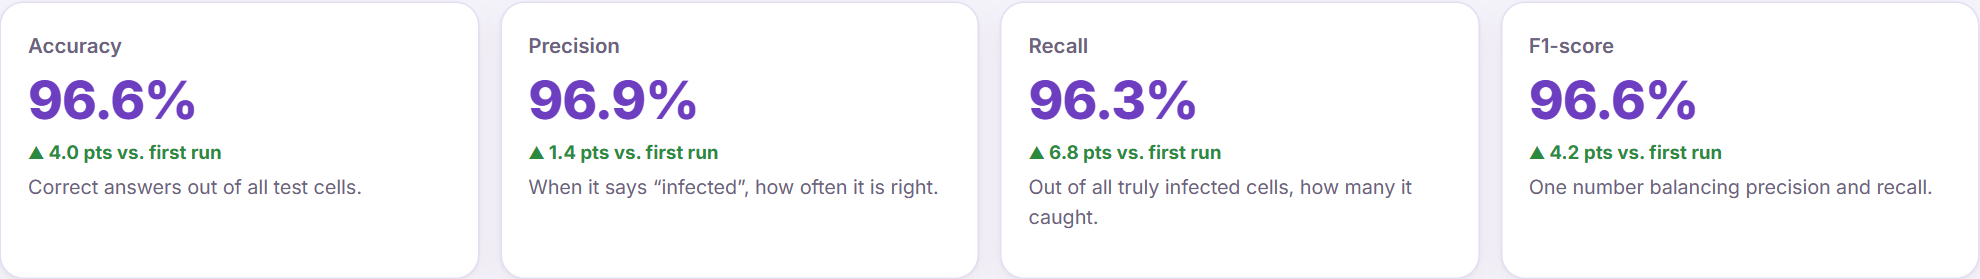 Accuracy
96.6%
▲ 4.0 pts vs. first run
Correct answers out of all test cells.
Precision
96.9%
▲ 1.4 pts vs. first run
When it says “infected”, how often it is right.
Recall
96.3%
▲ 6.8 pts vs. first run
Out of all truly infected cells, how many it
caught.
F1-score
96.6%
▲ 4.2 pts vs. first run
One number balancing precision and recall.